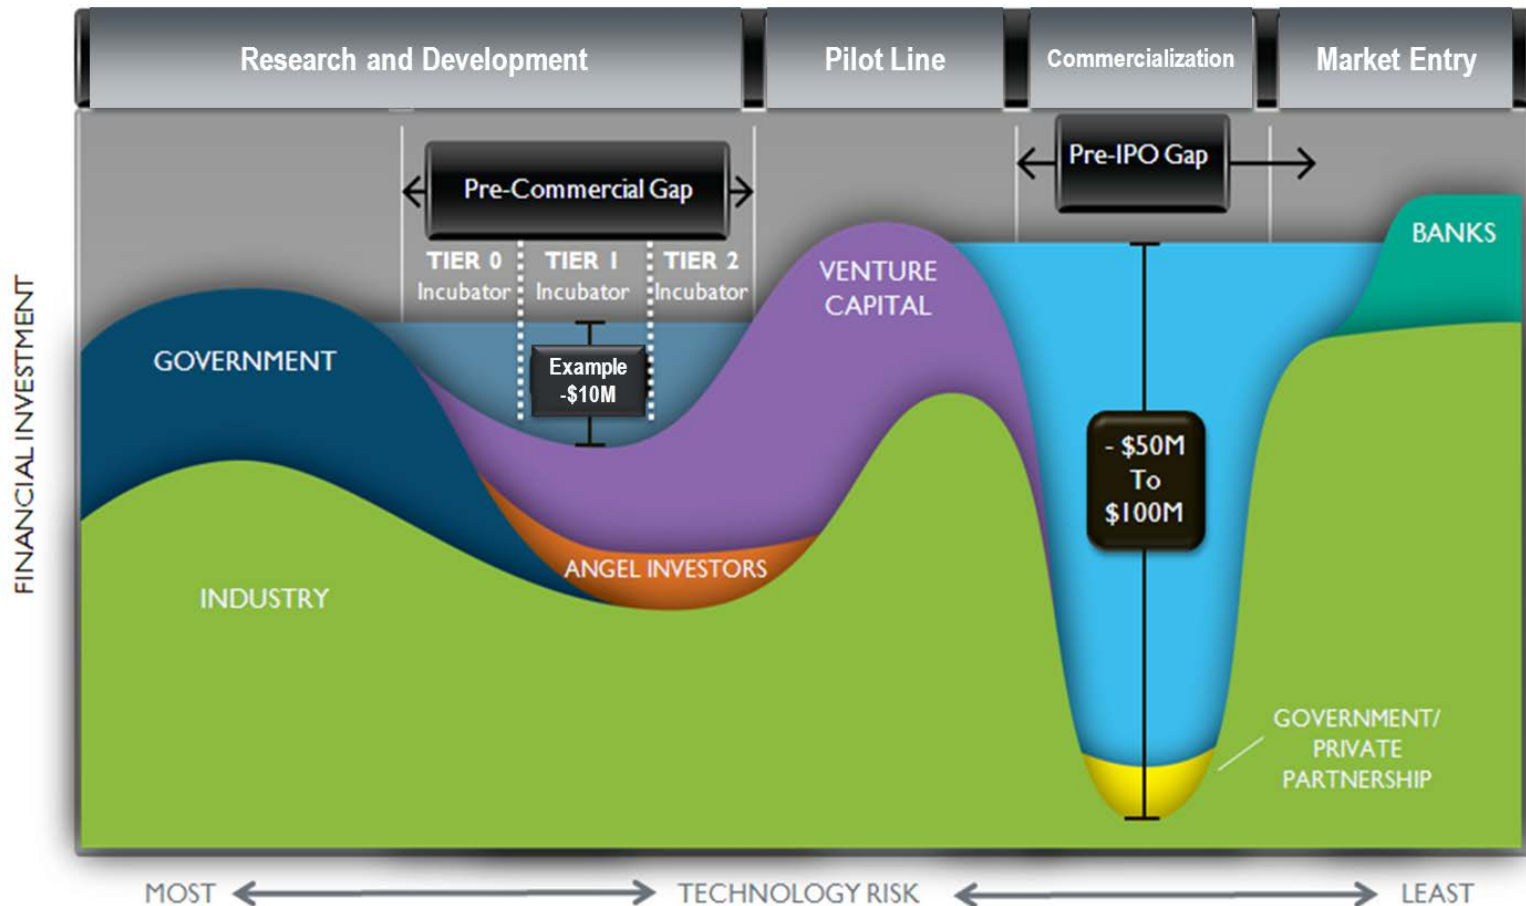 Research and Development
Pilot Line
Commercialization
Market Entry
Pre-Commercial Gap
Pre-IPO Gap
TIER 0
Incubator
TIER 1
Incubator
TIER 2
Incubator
Example
-$10M
GOVERNMENT
INDUSTRY
ANGEL INVESTORS
VENTURE
CAPITAL
- $50M
To
$100M
BANKS
GOVERNMENT/
PRIVATE
PARTNERSHIP
FINANCIAL INVESTMENT
MOST
TECHNOLOGY RISK
LEAST